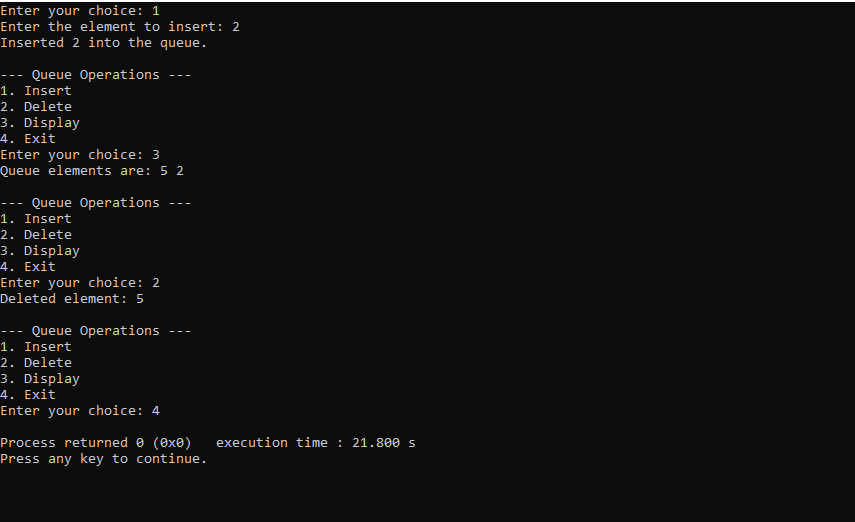 Enter your choice: 1
Enter the element to insert: 2
Inserted 2 into the queue.
--- Queue Operations ---
1. Insert
2. Delete
3. Display
4. Exit
Enter your choice: 3
Queue elements are: 5 2
--- Queue Operations ---
1. Insert
2. Delete
3. Display
4. Exit
Enter your choice: 2
Deleted element: 5
--- Queue Operations ---
1. Insert
2. Delete
3. Display
4. Exit
Enter your choice: 4
Process returned 0 (0x0)   execution time : 21.800 s
Press any key to continue.